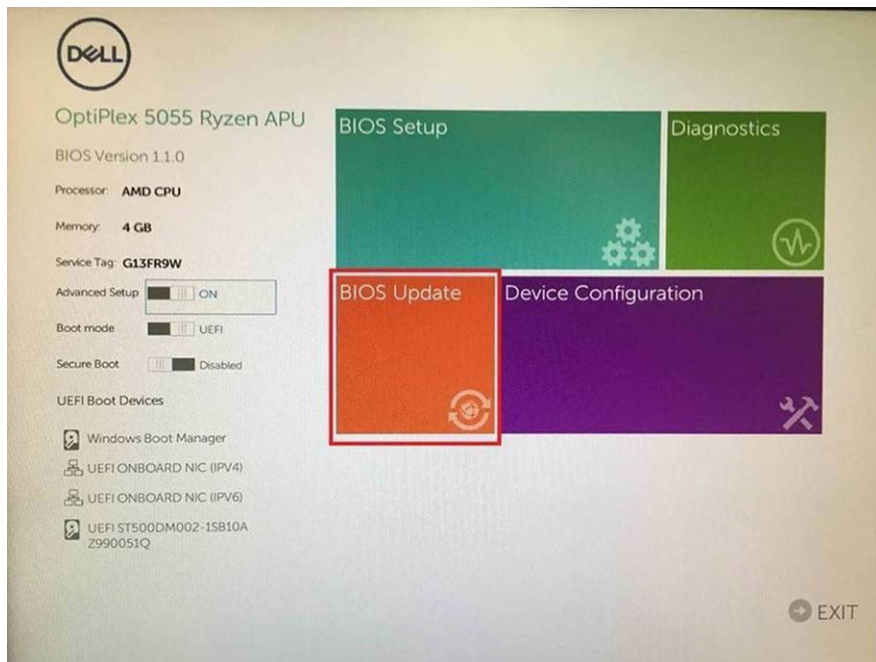 DELL
OptiPlex 5055 Ryzen APU
BIOS Version 1.1.0
Processor: AMD CPU
Memory: 4 GB
Service Tag: G13FR9W
Advanced Setup ON
Boot mode UEFI
Secure Boot Disabled
UEFI Boot Devices
Windows Boot Manager
UEFI ONBOARD NIC (IPV4)
UEFI ONBOARD NIC (IPV6)
UEFI ST500DM002-1SB10A
Z990051Q
BIOS Setup
Diagnostics
BIOS Update
Device Configuration
EXIT